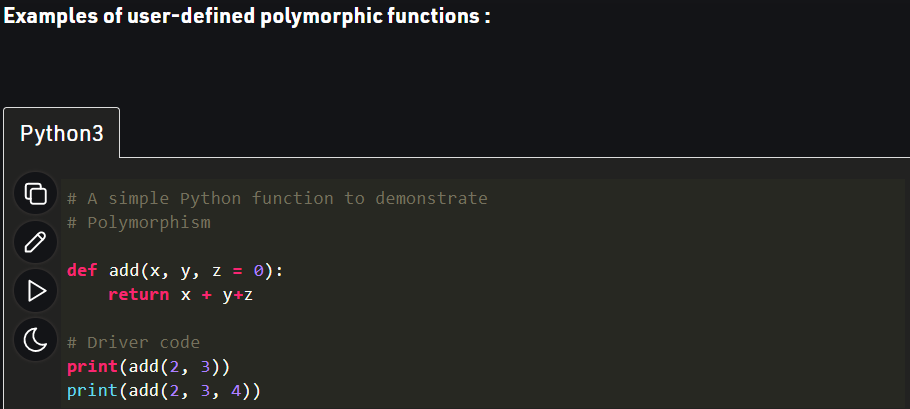 Examples of user-defined polymorphic functions :
Python3
# A simple Python function to demonstrate
# Polymorphism
def add(x, y, z = 0):
    return x + y+z
# Driver code
print(add(2, 3))
print(add(2, 3, 4))